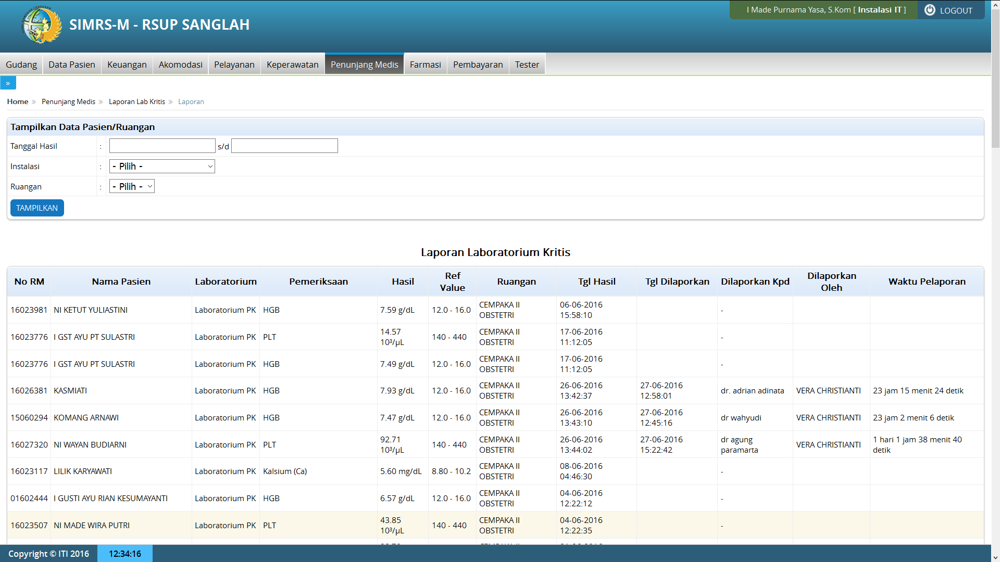 I Made Purnama Yasa, S.Kom [ Instalasi IT ]
LOGOUT
SIMRS-M - RSUP SANGLAH
Gudang Data Pasien Keuangan Akomodasi Pelayanan Keperawatan Penunjang Medis Farmasi Pembayaran Tester
»
Home » Penunjang Medis » Laporan Lab Kritis » Laporan
Tampilkan Data Pasien/Ruangan
Tanggal Hasil : s/d
Instalasi : - Pilih -
Ruangan : - Pilih -
TAMPILKAN
Laporan Laboratorium Kritis
No RM Nama Pasien Laboratorium Pemeriksaan Hasil Ref Value Ruangan Tgl Hasil Tgl Dilaporkan Dilaporkan Kpd Dilaporkan Oleh Waktu Pelaporan
16023981 NI KETUT YULIASTINI Laboratorium PK HGB 7.59 g/dL 12.0 - 16.0 CEMPAKA II OBSTETRI 06-06-2016 15:58:10 -
16023776 I GST AYU PT SULASTRI Laboratorium PK PLT 14.57 10³/µL 140 - 440 CEMPAKA II OBSTETRI 17-06-2016 11:12:05 -
16023776 I GST AYU PT SULASTRI Laboratorium PK HGB 7.49 g/dL 12.0 - 16.0 CEMPAKA II OBSTETRI 17-06-2016 11:12:05 -
16026381 KASMIATI Laboratorium PK HGB 7.93 g/dL 12.0 - 16.0 CEMPAKA II OBSTETRI 26-06-2016 13:42:37 27-06-2016 12:58:01 dr. adrian adinata VERA CHRISTIANTI 23 jam 15 menit 24 detik
15060294 KOMANG ARNAWI Laboratorium PK HGB 7.47 g/dL 12.0 - 16.0 CEMPAKA II OBSTETRI 26-06-2016 13:43:10 27-06-2016 12:45:16 dr wahyudi VERA CHRISTIANTI 23 jam 2 menit 6 detik
16027320 NI WAYAN BUDIARNI Laboratorium PK PLT 92.71 10³/µL 140 - 440 CEMPAKA II OBSTETRI 26-06-2016 13:44:02 27-06-2016 15:22:42 dr agung paramarta VERA CHRISTIANTI 1 hari 1 jam 38 menit 40 detik
16023117 LILIK KARYAWATI Laboratorium PK Kalsium (Ca) 5.60 mg/dL 8.80 - 10.2 CEMPAKA II OBSTETRI 08-06-2016 04:46:30 -
01602444 I GUSTI AYU RIAN KESUMAYANTI Laboratorium PK HGB 6.57 g/dL 12.0 - 16.0 CEMPAKA II OBSTETRI 04-06-2016 12:22:12 -
16023507 NI MADE WIRA PUTRI Laboratorium PK PLT 43.85 10³/µL 140 - 440 CEMPAKA II OBSTETRI 04-06-2016 12:22:35 -
Copyright © ITI 2016 12:34:16